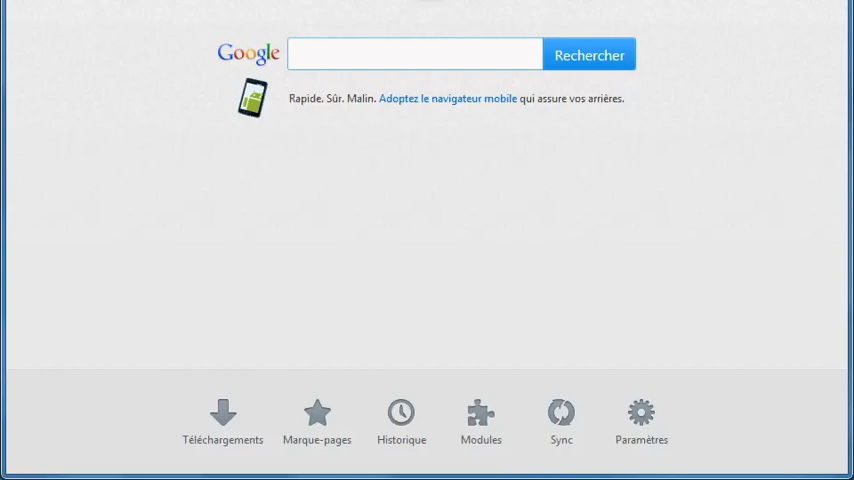 Google
Rechercher
Rapide. Sûr. Malin. Adoptez le navigateur mobile qui assure vos arrières.
Téléchargements
Marque-pages
Historique
Modules
Sync
Paramètres